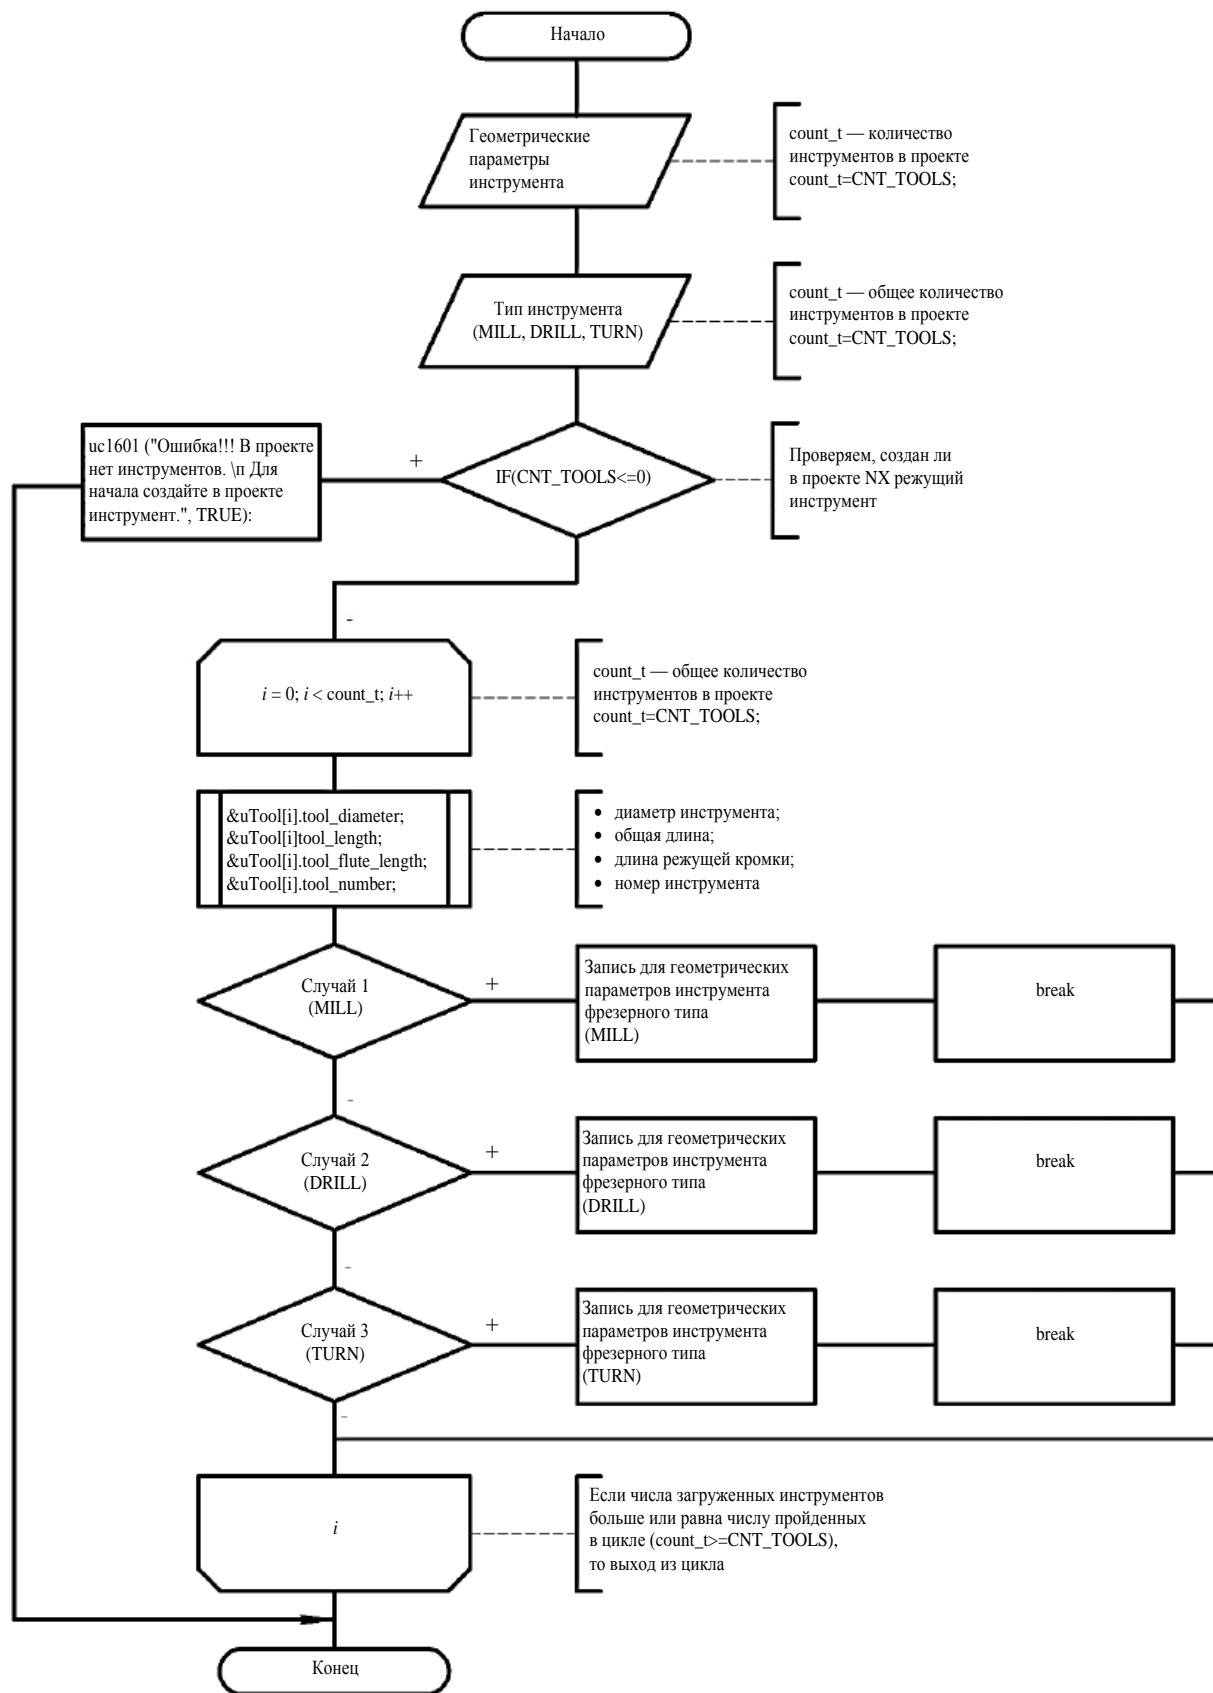 Начало
Геометрические
параметры
инструмента
count_t — количество
инструментов в проекте
count_t=CNT_TOOLS;
Тип инструмента
(MILL, DRILL, TURN)
count_t — общее количество
инструментов в проекте
count_t=CNT_TOOLS;
uc1601 ("Ошибка!!! В проекте
нет инструментов. \п Для
начала создайте в проекте
инструмент.", TRUE):
+
IF(CNT_TOOLS<=0)
Проверяем, создан ли
в проекте NX режущий
инструмент
-
i = 0; i < count_t; i++
count_t — общее количество
инструментов в проекте
count_t=CNT_TOOLS;
&uTool[i].tool_diameter;
&uTool[i]tool_length;
&uTool[i].tool_flute_length;
&uTool[i].tool_number;
• диаметр инструмента;
• общая длина;
• длина режущей кромки;
• номер инструмента
Случай 1
(MILL)
+
Запись для геометрических
параметров инструмента
фрезерного типа
(MILL)
break
-
Случай 2
(DRILL)
+
Запись для геометрических
параметров инструмента
фрезерного типа
(DRILL)
break
-
Случай 3
(TURN)
+
Запись для геометрических
параметров инструмента
фрезерного типа
(TURN)
break
-
i
Если числа загруженных инструментов
больше или равна числу пройденных
в цикле (count_t>=CNT_TOOLS),
то выход из цикла
Конец